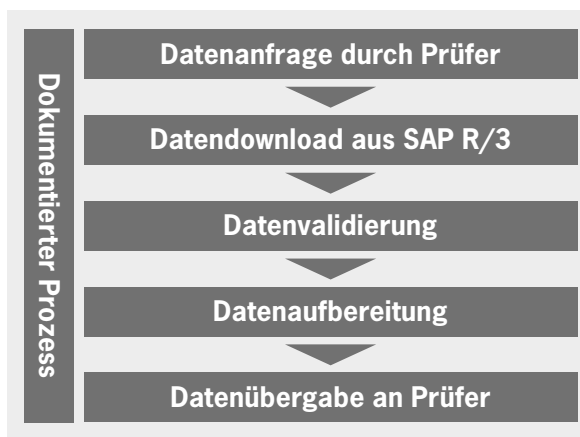 Dokumentierter Prozess
Datenanfrage durch Prüfer
Datendownload aus SAP R/3
Datenvalidierung
Datenaufbereitung
Datenübergabe an Prüfer